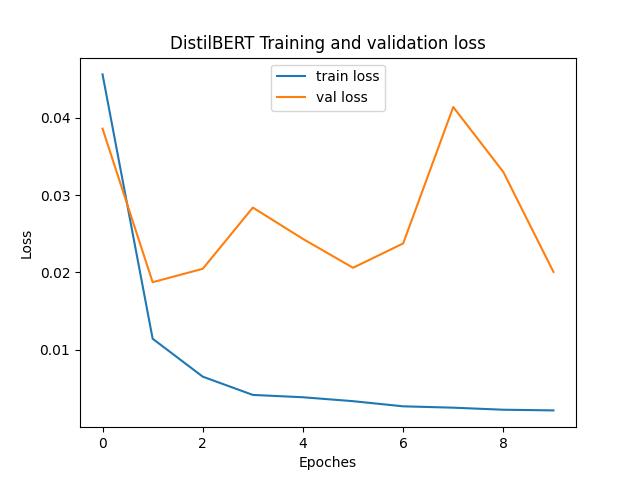 DistilBERT Training and validation loss
train loss
val loss
0.04
0.03
0.02
0.01
Loss
0 2 4 6 8
Epoches